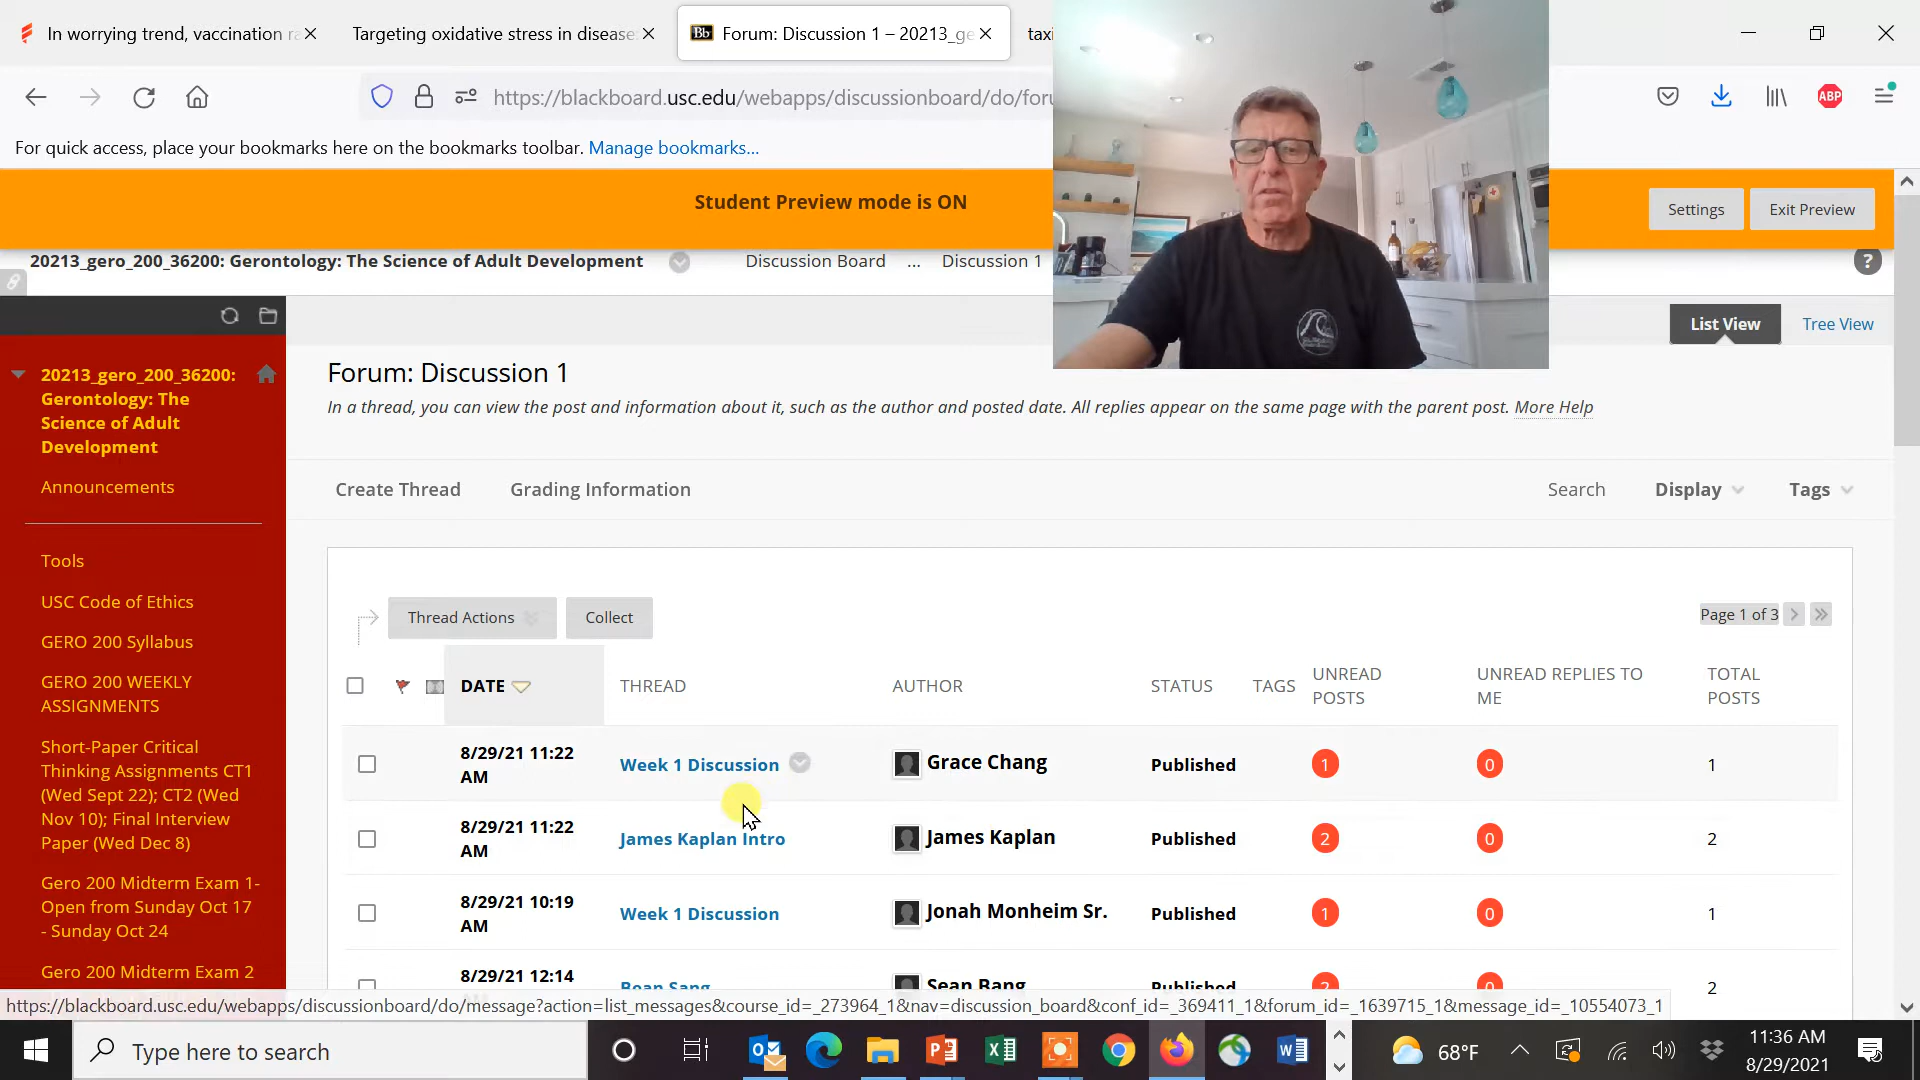 In worrying trend, vaccination ra
Targeting oxidative stress in disease:
Bb Forum: Discussion 1 – 20213_ge
taxi
https://blackboard.usc.edu/webapps/discussionboard/do/foru
ABP
For quick access, place your bookmarks here on the bookmarks toolbar. Manage bookmarks...
Student Preview mode is ON
Settings
Exit Preview
20213_gero_200_36200: Gerontology: The Science of Adult Development
Discussion Board
...
Discussion 1
?
List View
Tree View
20213_gero_200_36200:
Gerontology: The
Science of Adult
Development
Announcements
Tools
USC Code of Ethics
GERO 200 Syllabus
GERO 200 WEEKLY
ASSIGNMENTS
Short-Paper Critical
Thinking Assignments CT1
(Wed Sept 22); CT2 (Wed
Nov 10); Final Interview
Paper (Wed Dec 8)
Gero 200 Midterm Exam 1-
Open from Sunday Oct 17
- Sunday Oct 24
Gero 200 Midterm Exam 2
Forum: Discussion 1
In a thread, you can view the post and information about it, such as the author and posted date. All replies appear on the same page with the parent post. More Help
Create Thread
Grading Information
Search
Display
Tags
Thread Actions
Collect
Page 1 of 3
DATE
THREAD
AUTHOR
STATUS
TAGS
UNREAD
POSTS
UNREAD REPLIES TO
ME
TOTAL
POSTS
8/29/21 11:22
AM
Week 1 Discussion
Grace Chang
Published
1
0
1
8/29/21 11:22
AM
James Kaplan Intro
James Kaplan
Published
2
0
2
8/29/21 10:19
AM
Week 1 Discussion
Jonah Monheim Sr.
Published
1
0
1
8/29/21 12:14
Bean Sang
Sean Bang
Published
2
0
2
https://blackboard.usc.edu/webapps/discussionboard/do/message?action=list_messages&course_id=_273964_1&nav=discussion_board&conf_id=_369411_1&forum_id=_1639715_1&message_id=_10554073_1
Type here to search
68°F
11:36 AM
8/29/2021